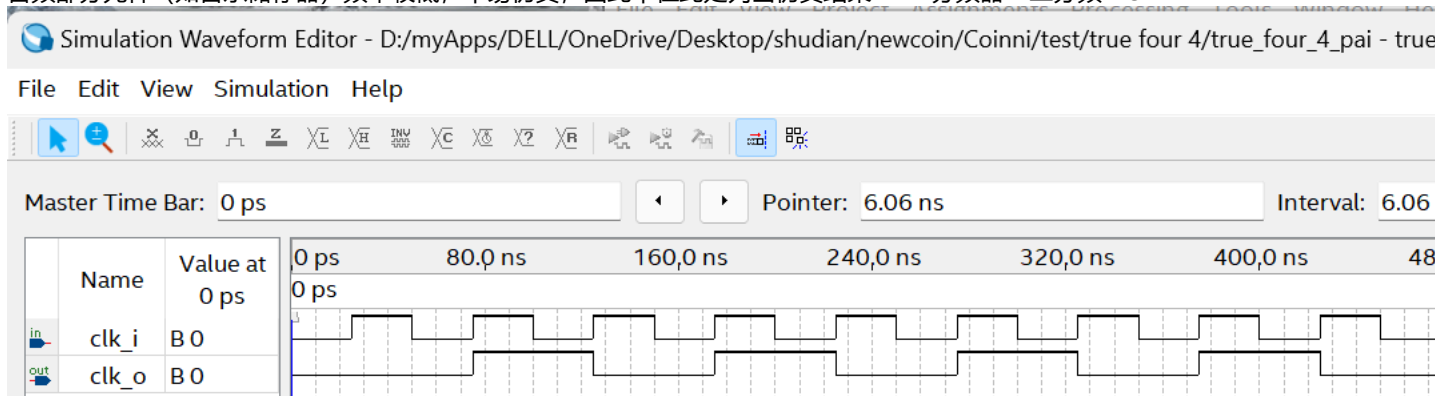 Simulation Waveform Editor - D:/myApps/DELL/OneDrive/Desktop/shudian/newcoin/Coinni/test/true four 4/true_four_4_pai - true
File Edit View Simulation Help
Master Time Bar: 0 ps Pointer: 6.06 ns Interval: 6.06
Name Value at 0 ps 0 ps 80.0 ns 160.0 ns 240.0 ns 320.0 ns 400.0 ns 48
0 ps
in clk_i B 0
out clk_o B 0